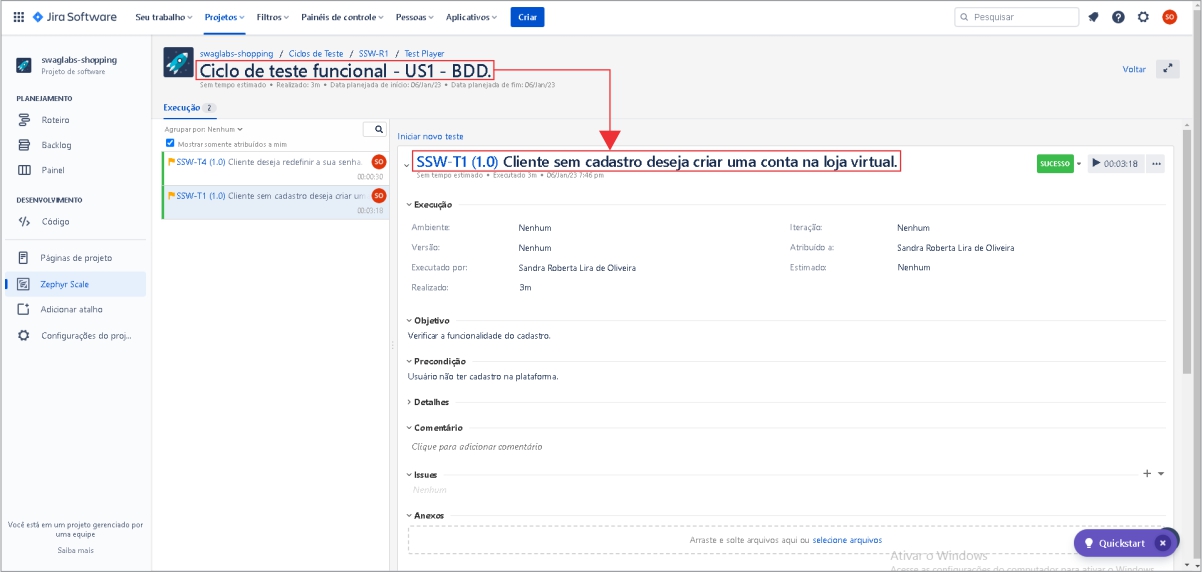 Jira Software Seu trabalho Projetos Filtros Painéis de controle Pessoas Aplicativos Criar Pesquisar SO
swaglabs-shopping
Projeto de software
PLANEJAMENTO
Roteiro
Backlog
Painel
DESENVOLVIMENTO
Código
Páginas de projeto
Zephyr Scale
Adicionar atalho
Configurações do proj...
Você está em um projeto gerenciado por
uma equipe
Saiba mais
swaglabs-shopping / Ciclos de Teste / SSW-R1 / Test Player
Ciclo de teste funcional - US1 - BDD.
Sem tempo estimado • Realizado: 3m • Data planejada de início: 06/Jan/23 • Data planejada de fim: 06/Jan/23
Voltar
Execução 2
Agrupar por: Nenhum
Mostrar somente atribuídos a mim
SSW-T4 (1.0) Cliente deseja redefinir a sua senha. SO
00:00:30
SSW-T1 (1.0) Cliente sem cadastro deseja criar um SO
00:03:18
Iniciar novo teste
SSW-T1 (1.0) Cliente sem cadastro deseja criar uma conta na loja virtual.
SUCESSO 00:03:18
Sem tempo estimado • Executado 3m • 06/Jan/23 7:46 pm
Execução
Ambiente: Nenhum Iteração: Nenhum
Versão: Nenhum Atribuído a: Sandra Roberta Lira de Oliveira
Executado por: Sandra Roberta Lira de Oliveira Estimado: Nenhum
Realizado: 3m
Objetivo
Verificar a funcionalidade do cadastro.
Precondição
Usuário não ter cadastro na plataforma.
Detalhes
Comentário
Clique para adicionar comentário
Issues
Nenhum
Anexos
Arraste e solte arquivos aqui ou selecione arquivos
Quickstart
Ativar o Windows
Acesse as configurações do computador para ativar o Windows.